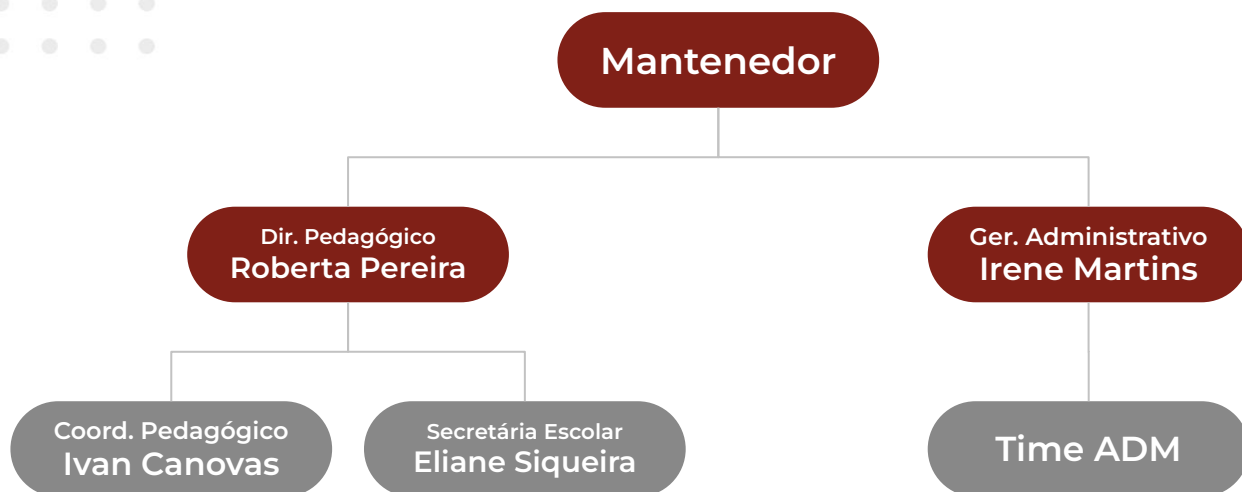 Mantenedor
Dir. Pedagógico
Roberta Pereira
Ger. Administrativo
Irene Martins
Coord. Pedagógico
Ivan Canovas
Secretária Escolar
Eliane Siqueira
Time ADM